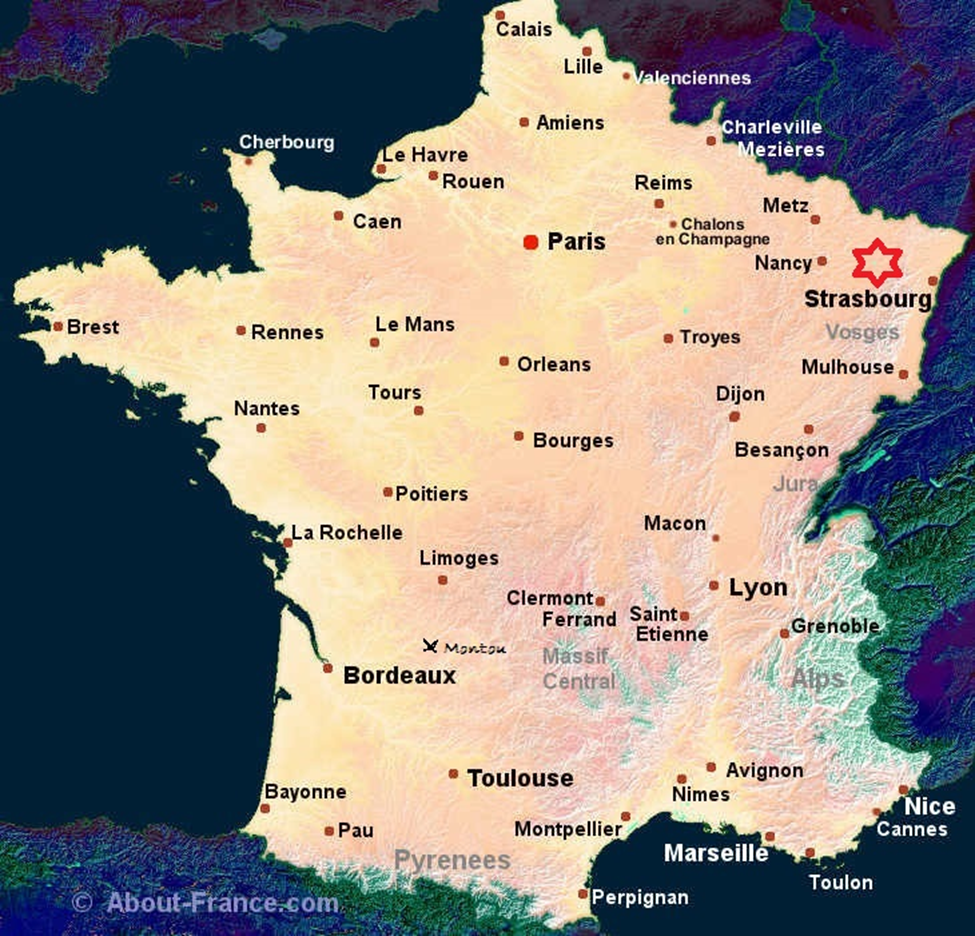 Calais
Lille
Valenciennes
Amiens
Charleville
Mezières
Cherbourg
Le Havre
Rouen
Reims
Metz
Caen
Chalons
en Champagne
Paris
Nancy
Strasbourg
Brest
Rennes
Le Mans
Troyes
Vosges
Orleans
Mulhouse
Tours
Dijon
Nantes
Bourges
Besançon
Jura
Poitiers
Macon
La Rochelle
Limoges
Lyon
Clermont
Ferrand
Saint
Etienne
Grenoble
Montou
Massif
Central
Bordeaux
Alps
Toulouse
Avignon
Nimes
Bayonne
Nice
Cannes
Pau
Montpellier
Marseille
Pyrenees
Toulon
Perpignan
© About-France.com